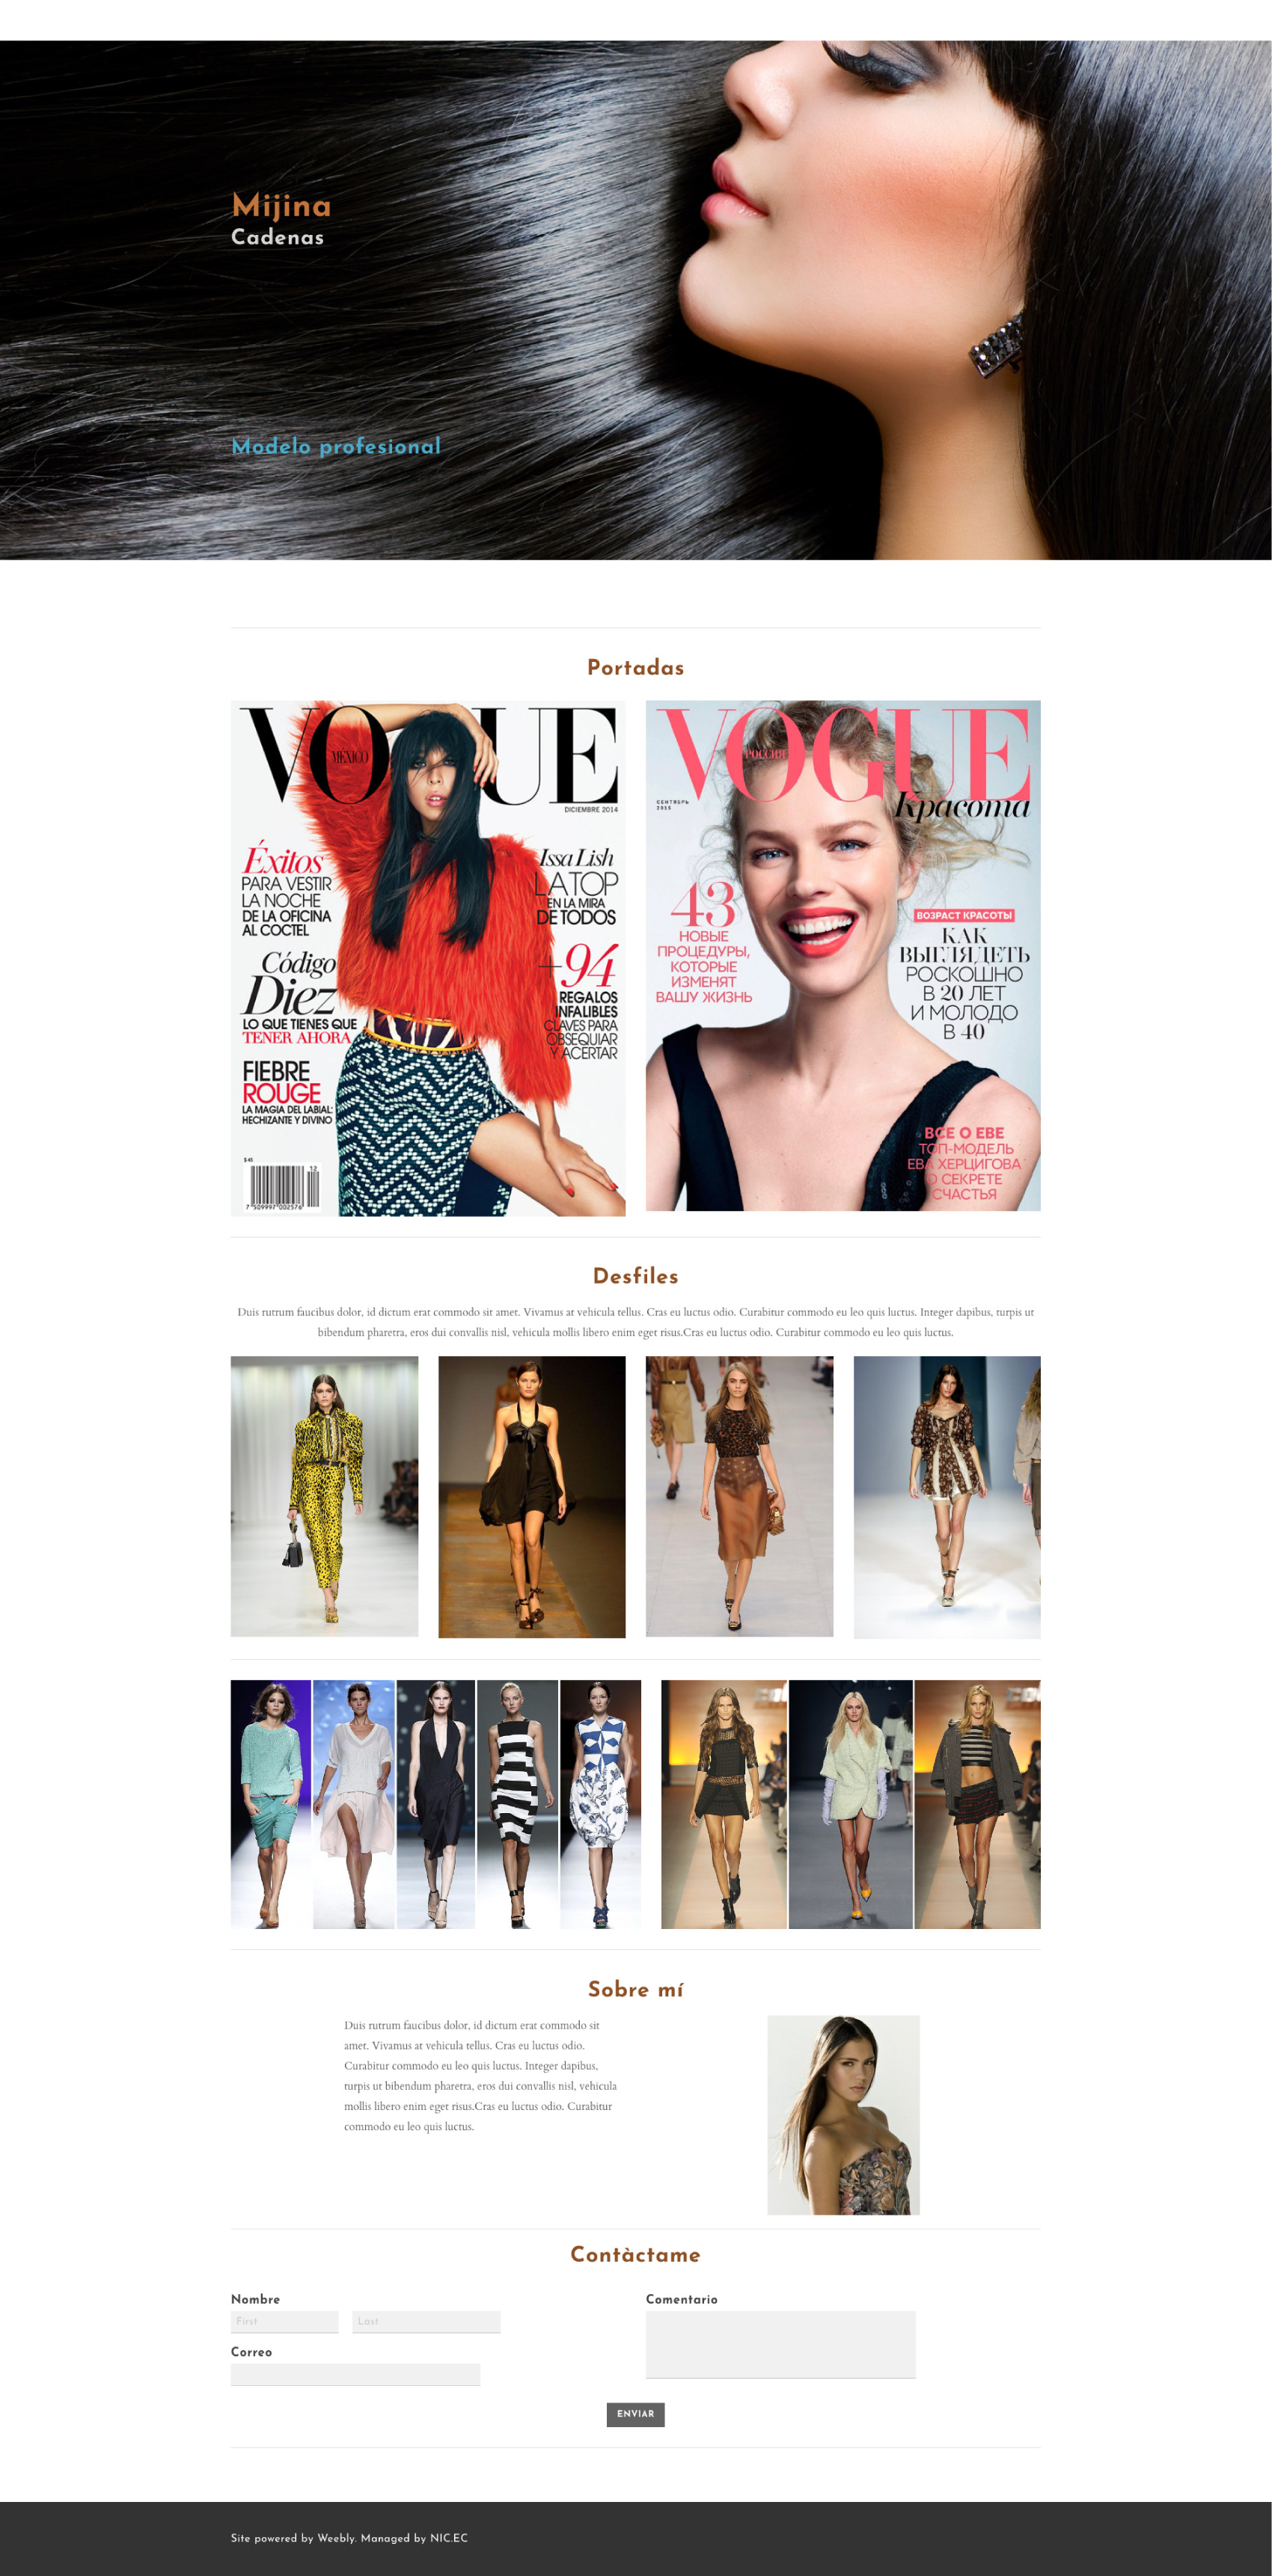 Mijina
Cadenas
Modelo profesional
Portadas
VOGUE
MÉXICO
DICIEMBRE 2014
Éxitos
PARA VESTIR
LA NOCHE
DE LA OFICINA
AL COCTEL
Código
Diez
LO QUE TIENES QUE
TENER AHORA
FIEBRE
ROUGE
LA MAGIA DEL LABIAL:
HECHIZANTE Y DIVINO
$45
12
7 509997 002576
Issa Lish
LA TOP
EN LA MIRA
DE TODOS
+94
REGALOS
INFALIBLES
CLAVES PARA
OBSEQUIAR
Y ACERTAR
VOGUE
РОССИЯ
Красота
СЕНТЯБРЬ
2015
43
НОВЫЕ
ПРОЦЕДУРЫ,
КОТОРЫЕ
ИЗМЕНЯТ
ВАШУ ЖИЗНЬ
ВОЗРАСТ КРАСОТЫ
КАК
ВЫГЛЯДЕТЬ
РОСКОШНО
В 20 ЛЕТ
И МОЛОДО
В 40
ВСЕ О ЕВЕ
ТОП-МОДЕЛЬ
ЕВА ХЕРЦИГОВА
О СЕКРЕТЕ
СЧАСТЬЯ
Desfiles
Duis rutrum faucibus dolor, id dictum erat commodo sit amet. Vivamus at vehicula tellus. Cras eu luctus odio. Curabitur commodo eu leo quis luctus. Integer dapibus, turpis ut
bibendum pharetra, eros dui convallis nisl, vehicula mollis libero enim eget risus.Cras eu luctus odio. Curabitur commodo eu leo quis luctus.
Sobre mí
Duis rutrum faucibus dolor, id dictum erat commodo sit
amet. Vivamus at vehicula tellus. Cras eu luctus odio.
Curabitur commodo eu leo quis luctus. Integer dapibus,
turpis ut bibendum pharetra, eros dui convallis nisl, vehicula
mollis libero enim eget risus.Cras eu luctus odio. Curabitur
commodo eu leo quis luctus.
Contàctame
Nombre
First
Last
Correo
Comentario
ENVIAR
Site powered by Weebly. Managed by NIC.EC